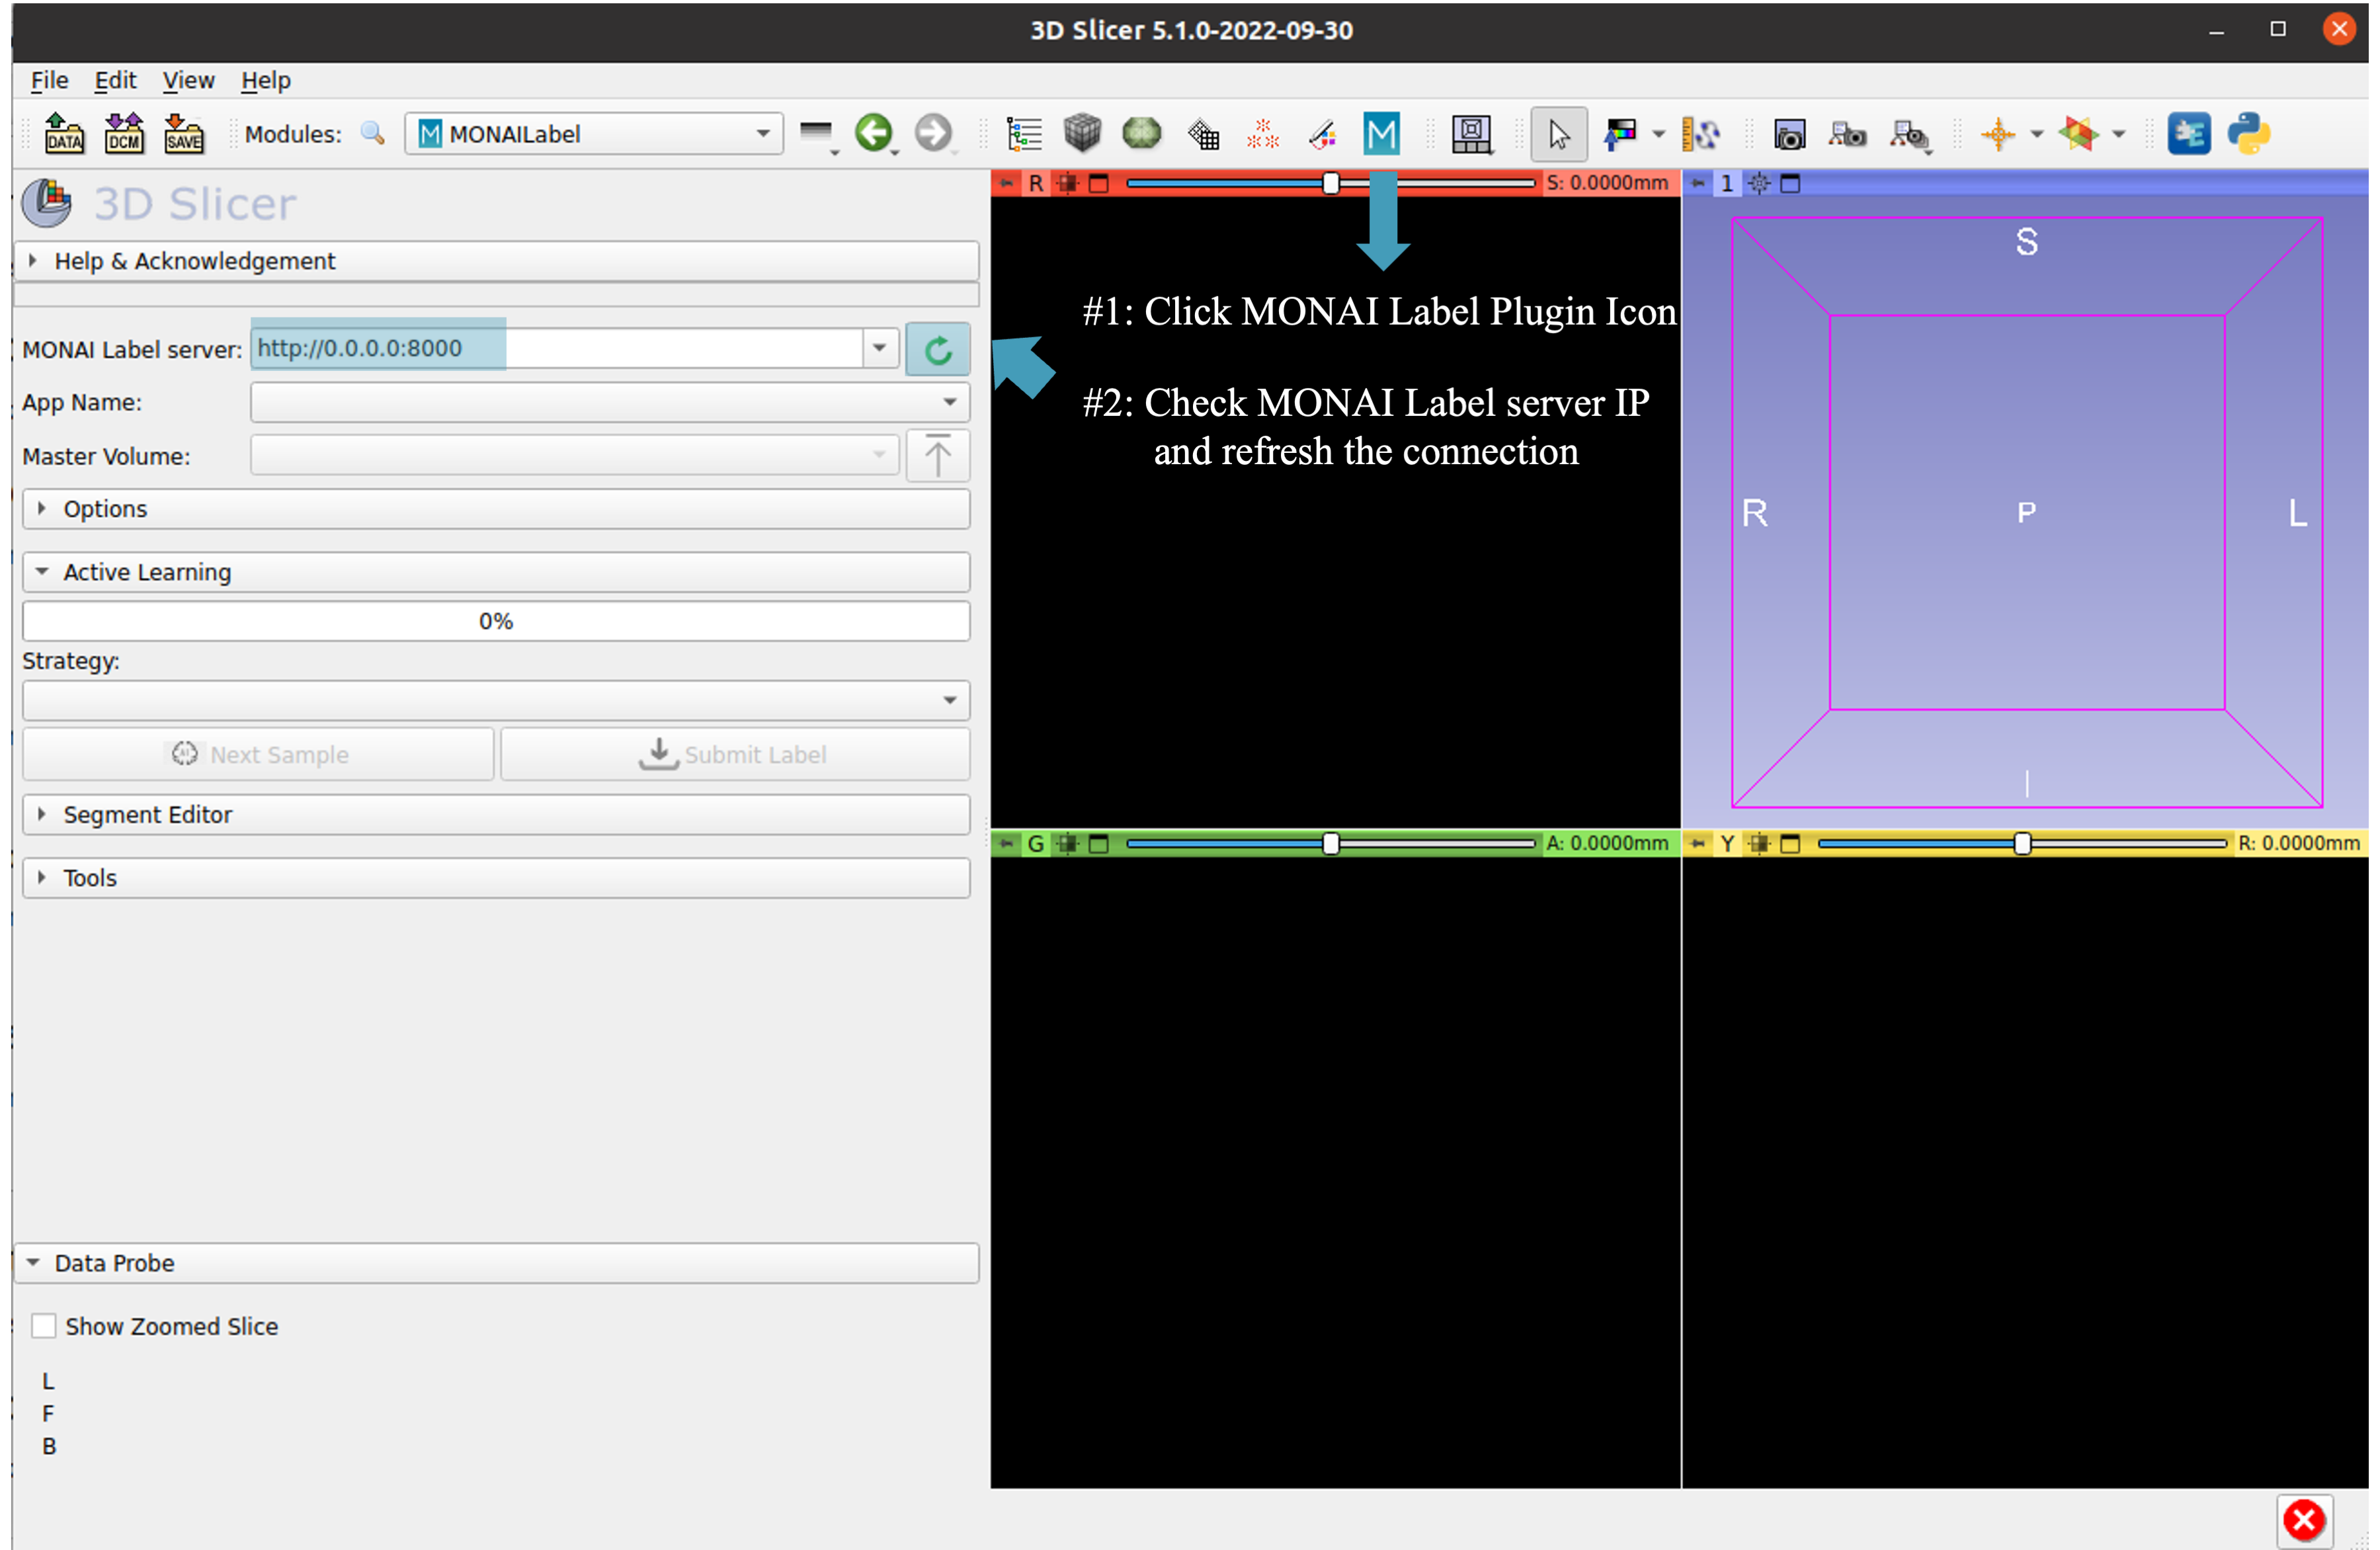 3D Slicer 5.1.0-2022-09-30
File Edit View Help
DATA DCM SAVE Modules: M MONAILabel M
3D Slicer
Help & Acknowledgement
MONAI Label server: http://0.0.0.0:8000
App Name:
Master Volume:
Options
Active Learning
0%
Strategy:
AI Next Sample Submit Label
Segment Editor
Tools
Data Probe
Show Zoomed Slice
L
F
B
R S: 0.0000mm
#1: Click MONAI Label Plugin Icon
#2: Check MONAI Label server IP
and refresh the connection
1
S
R P L
I
G A: 0.0000mm
Y R: 0.0000mm